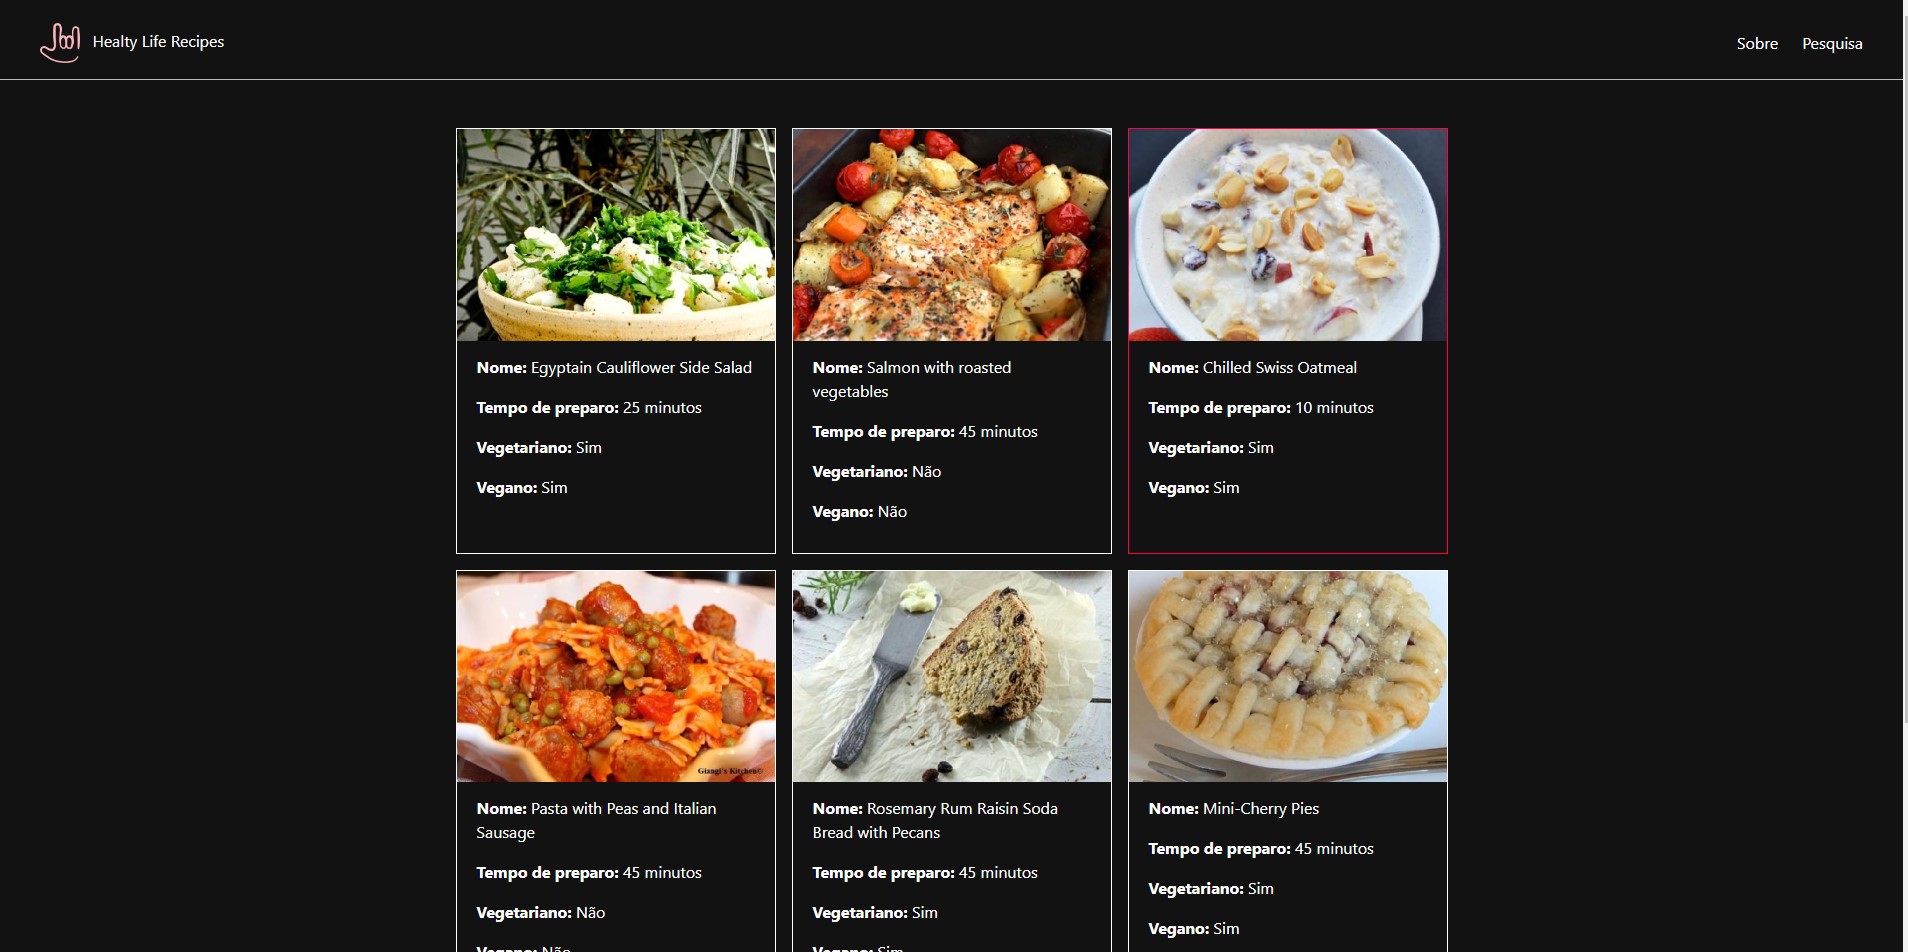 Healty Life Recipes
Sobre
Pesquisa
Nome: Egyptain Cauliflower Side Salad
Tempo de preparo: 25 minutos
Vegetariano: Sim
Vegano: Sim
Nome: Salmon with roasted
vegetables
Tempo de preparo: 45 minutos
Vegetariano: Não
Vegano: Não
Nome: Chilled Swiss Oatmeal
Tempo de preparo: 10 minutos
Vegetariano: Sim
Vegano: Sim
Giangi's Kitchen©
Nome: Pasta with Peas and Italian
Sausage
Tempo de preparo: 45 minutos
Vegetariano: Não
Vegano: Não
Nome: Rosemary Rum Raisin Soda
Bread with Pecans
Tempo de preparo: 45 minutos
Vegetariano: Sim
Vegano: Sim
Nome: Mini-Cherry Pies
Tempo de preparo: 45 minutos
Vegetariano: Sim
Vegano: Sim